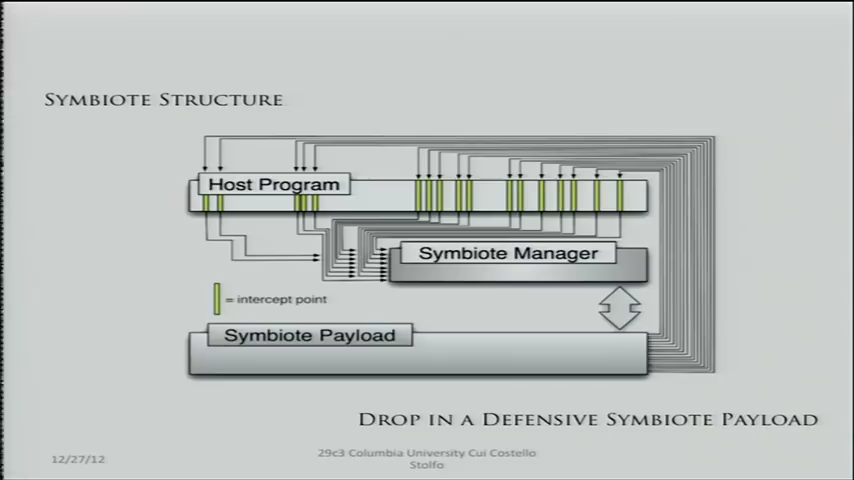 SYMBIOTE STRUCTURE
Host Program
Symbiote Manager
= intercept point
Symbiote Payload
DROP IN A DEFENSIVE SYMBIOTE PAYLOAD
12/27/12
29c3 Columbia University Cui Costello
Stolfo